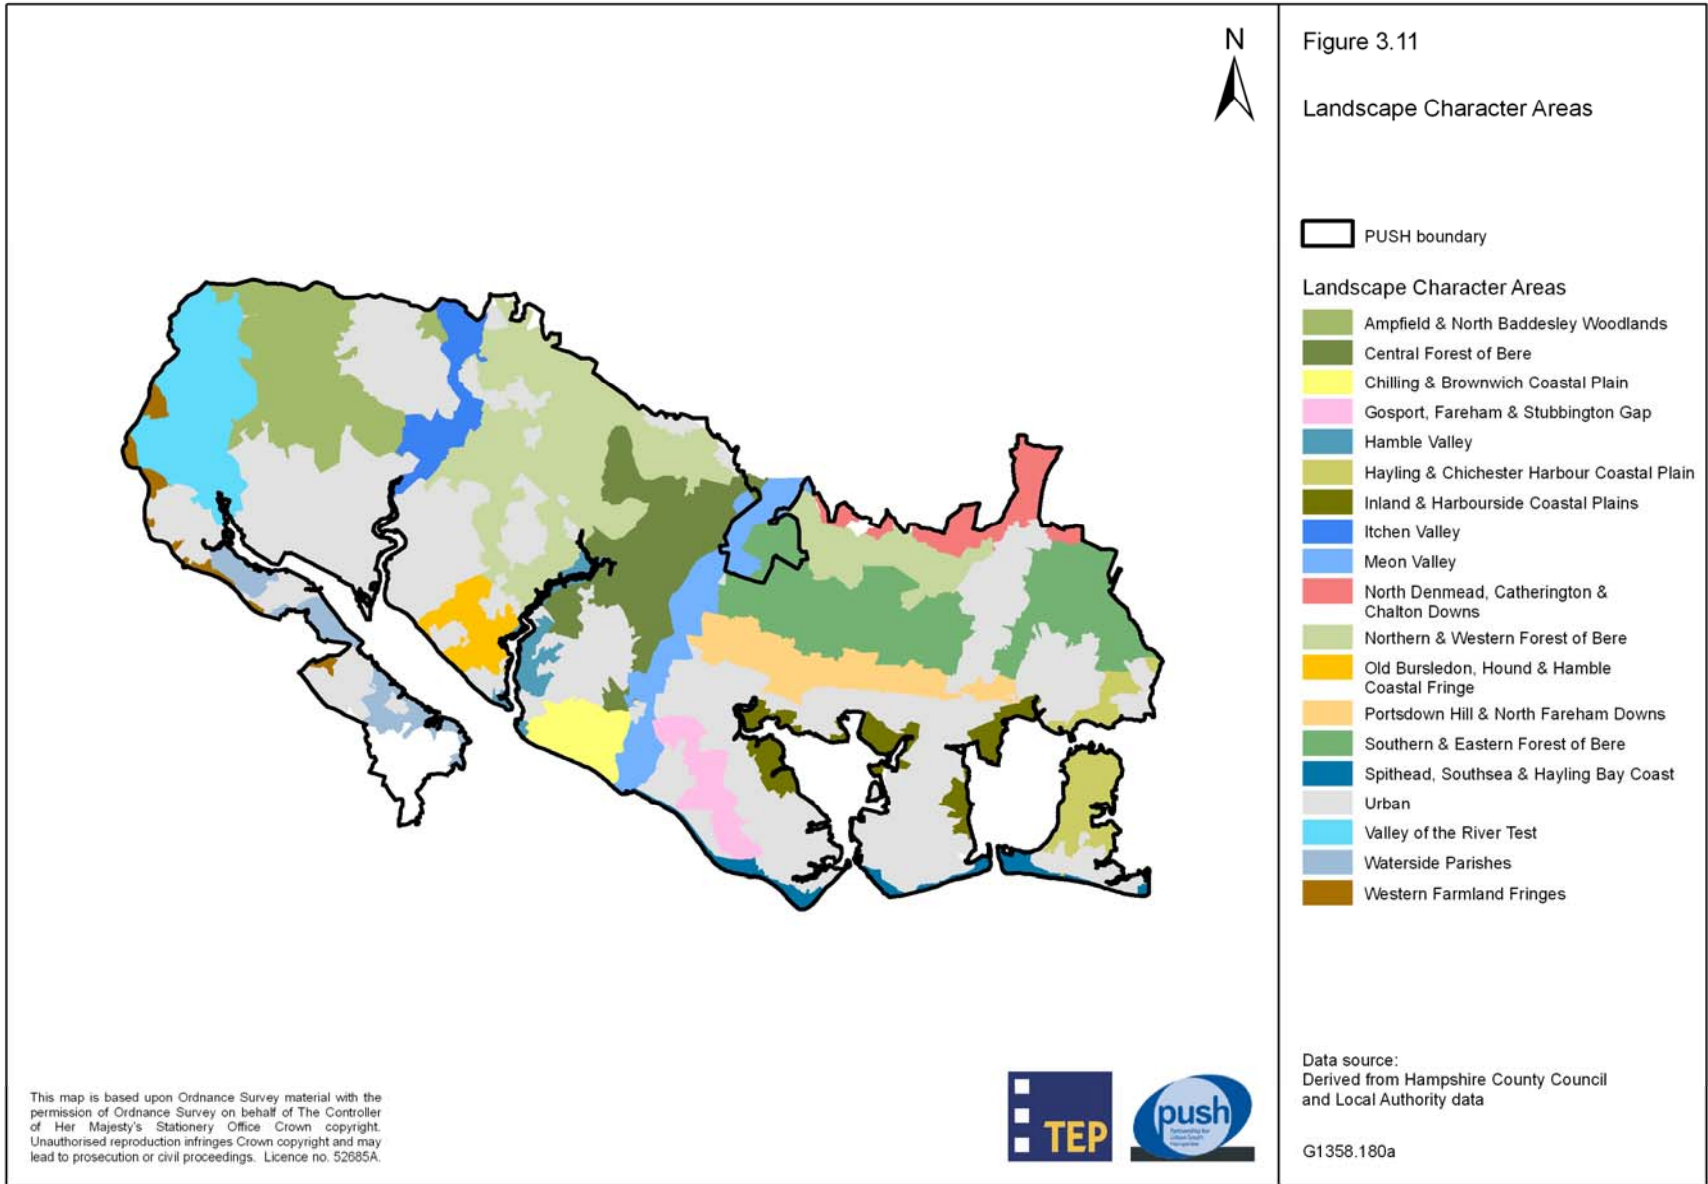 N
Figure 3.11
Landscape Character Areas
PUSH boundary
Landscape Character Areas
Ampfield & North Baddesley Woodlands
Central Forest of Bere
Chilling & Brownwich Coastal Plain
Gosport, Fareham & Stubbington Gap
Hamble Valley
Hayling & Chichester Harbour Coastal Plain
Inland & Harbourside Coastal Plains
Itchen Valley
Meon Valley
North Denmead, Catherington &
Chalton Downs
Northern & Western Forest of Bere
Old Bursledon, Hound & Hamble
Coastal Fringe
Portsdown Hill & North Fareham Downs
Southern & Eastern Forest of Bere
Spithead, Southsea & Hayling Bay Coast
Urban
Valley of the River Test
Waterside Parishes
Western Farmland Fringes
Data source:
Derived from Hampshire County Council
and Local Authority data
G1358.180a
This map is based upon Ordnance Survey material with the
permission of Ordnance Survey on behalf of The Controller
of Her Majesty's Stationery Office Crown copyright.
Unauthorised reproduction infringes Crown copyright and may
lead to prosecution or civil proceedings. Licence no. 52685A.
TEP
push
Partnership for
Urban South
Hampshire